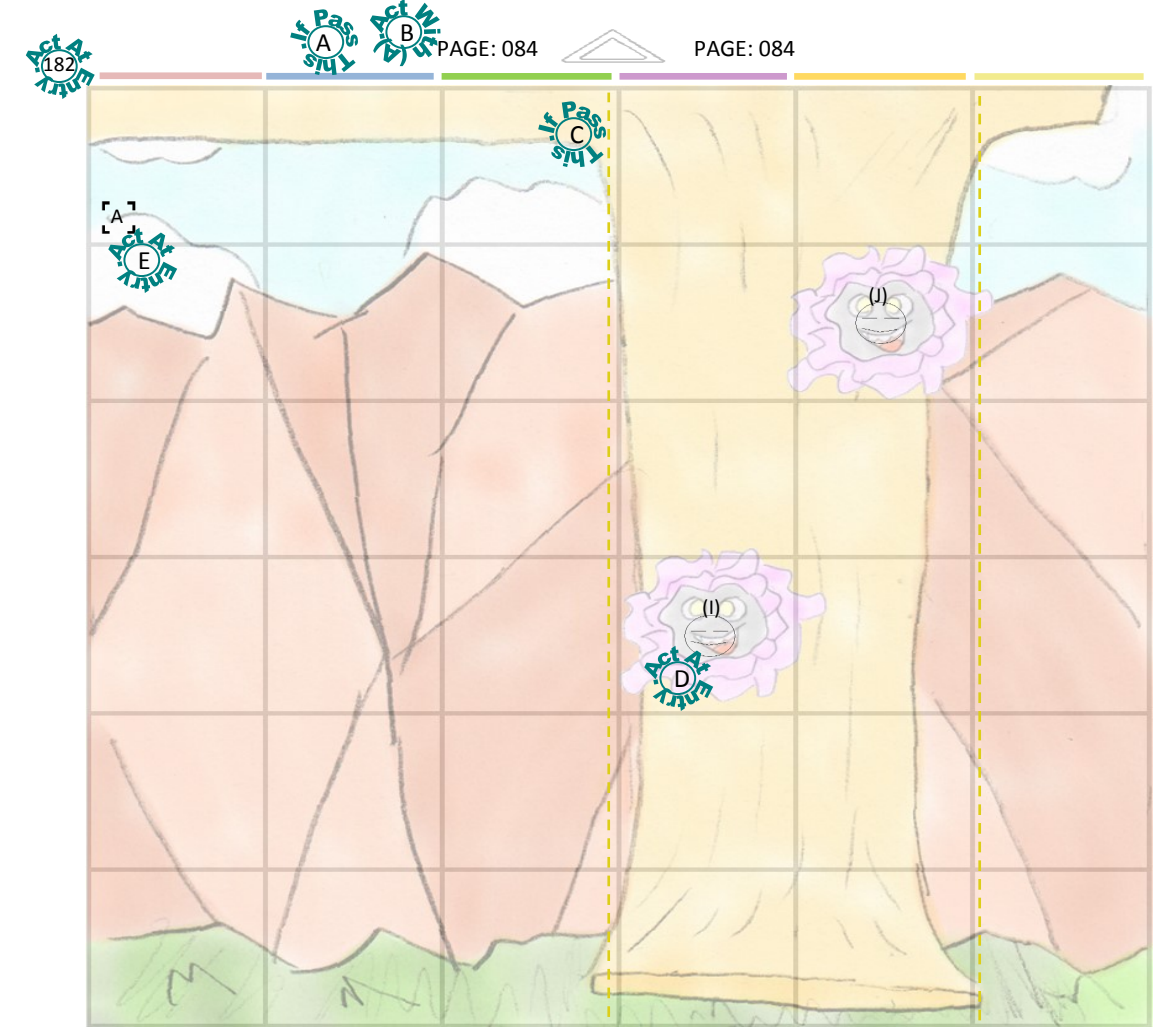 Act At
182
Entry.
If Pass
A
This.
Act With
B
(A).
PAGE: 084
PAGE: 084
If Pass
C
This.
A
Act At
E
Entry.
(J)
(I)
Act At
D
Entry.